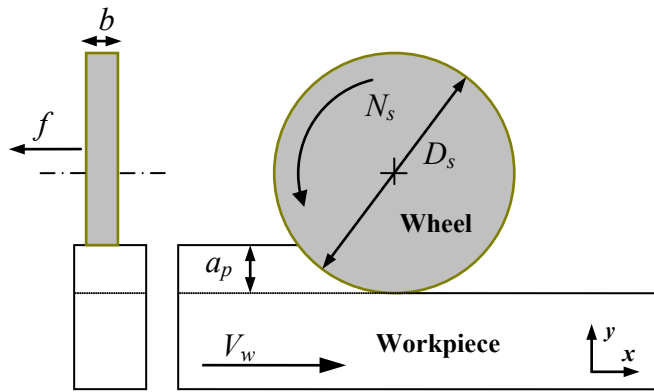 b
f
N_s
D_s
Wheel
a_p
V_w
Workpiece
y
x